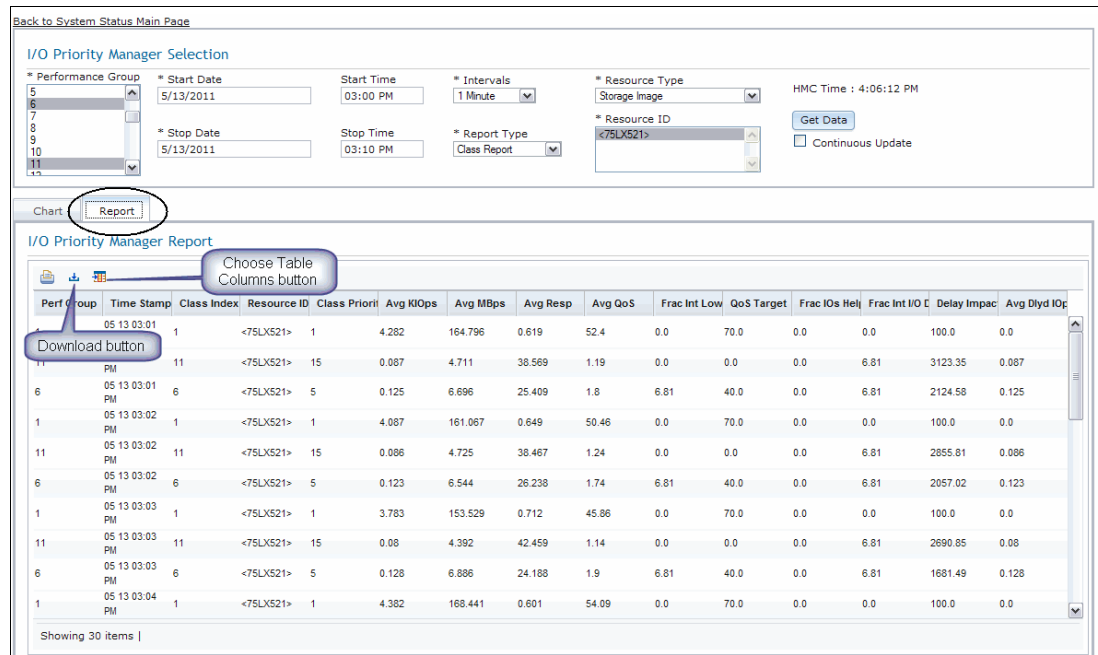 Back to System Status Main Page
I/O Priority Manager Selection
* Performance Group * Start Date Start Time * Intervals * Resource Type
5 5/13/2011 03:00 PM 1 Minute Storage Image HMC Time : 4:06:12 PM
6
7
8 * Stop Date Stop Time * Report Type * Resource ID Get Data
9 5/13/2011 03:10 PM Class Report <75LX521> Continuous Update
10
11
Chart Report
I/O Priority Manager Report
Choose Table
Columns button
Perf Group Time Stamp Class Index Resource ID Class Priorit Avg KIOps Avg MBps Avg Resp Avg QoS Frac Int Low QoS Target Frac IOs Help Frac Int I/O D Delay Impac Avg Dlyd IOp
05 13 03:01 1 <75LX521> 1 4.282 164.796 0.619 52.4 0.0 70.0 0.0 0.0 100.0 0.0
Download button
11 PM 11 <75LX521> 15 0.087 4.711 38.569 1.19 0.0 0.0 0.0 6.81 3123.35 0.087
6 05 13 03:01 PM 6 <75LX521> 5 0.125 6.696 25.409 1.8 6.81 40.0 0.0 6.81 2124.58 0.125
1 05 13 03:02 PM 1 <75LX521> 1 4.087 161.067 0.649 50.46 0.0 70.0 0.0 0.0 100.0 0.0
11 05 13 03:02 PM 11 <75LX521> 15 0.086 4.725 38.467 1.24 0.0 0.0 0.0 6.81 2855.81 0.086
6 05 13 03:02 PM 6 <75LX521> 5 0.123 6.544 26.238 1.74 6.81 40.0 0.0 6.81 2057.02 0.123
1 05 13 03:03 PM 1 <75LX521> 1 3.783 153.529 0.712 45.86 0.0 70.0 0.0 0.0 100.0 0.0
11 05 13 03:03 PM 11 <75LX521> 15 0.08 4.392 42.459 1.14 0.0 0.0 0.0 6.81 2690.85 0.08
6 05 13 03:03 PM 6 <75LX521> 5 0.128 6.886 24.188 1.9 6.81 40.0 0.0 6.81 1681.49 0.128
1 05 13 03:04 PM 1 <75LX521> 1 4.382 168.441 0.601 54.09 0.0 70.0 0.0 0.0 100.0 0.0
Showing 30 items |